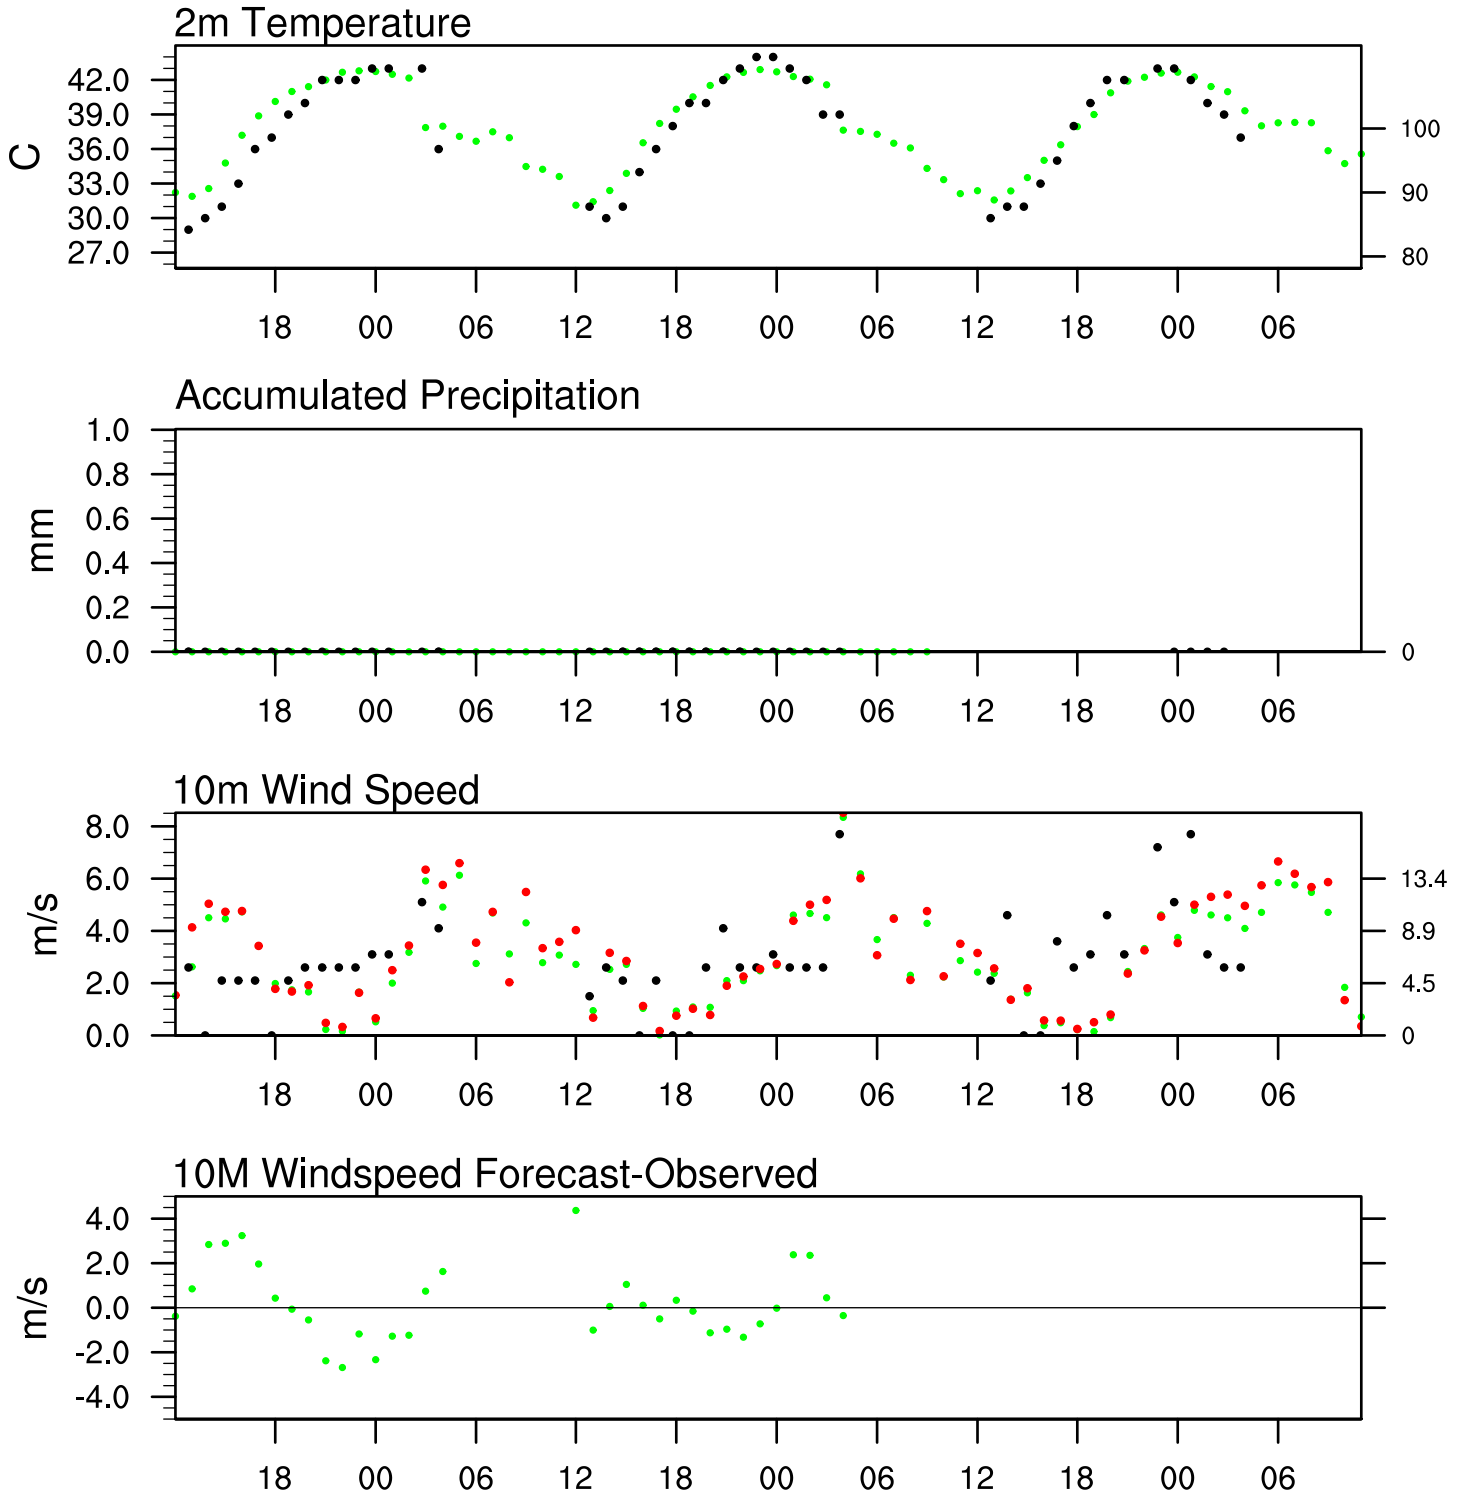 2m Temperature
42.0
39.0
36.0
33.0
30.0
27.0
C
100
90
80
18 00 06 12 18 00 06 12 18 00 06
Accumulated Precipitation
1.0
0.8
0.6
0.4
0.2
0.0
mm
0
18 00 06 12 18 00 06 12 18 00 06
10m Wind Speed
8.0
6.0
4.0
2.0
0.0
m/s
13.4
8.9
4.5
0
18 00 06 12 18 00 06 12 18 00 06
10M Windspeed Forecast-Observed
4.0
2.0
0.0
-2.0
-4.0
m/s
18 00 06 12 18 00 06 12 18 00 06